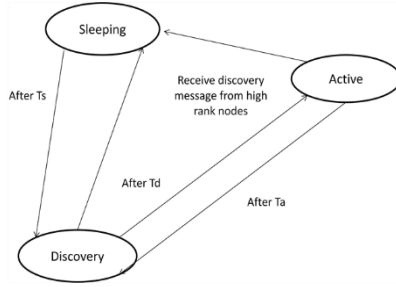 Sleeping
Active
Receive discovery
message from high
rank nodes
After Ts
After Td
After Ta
Discovery